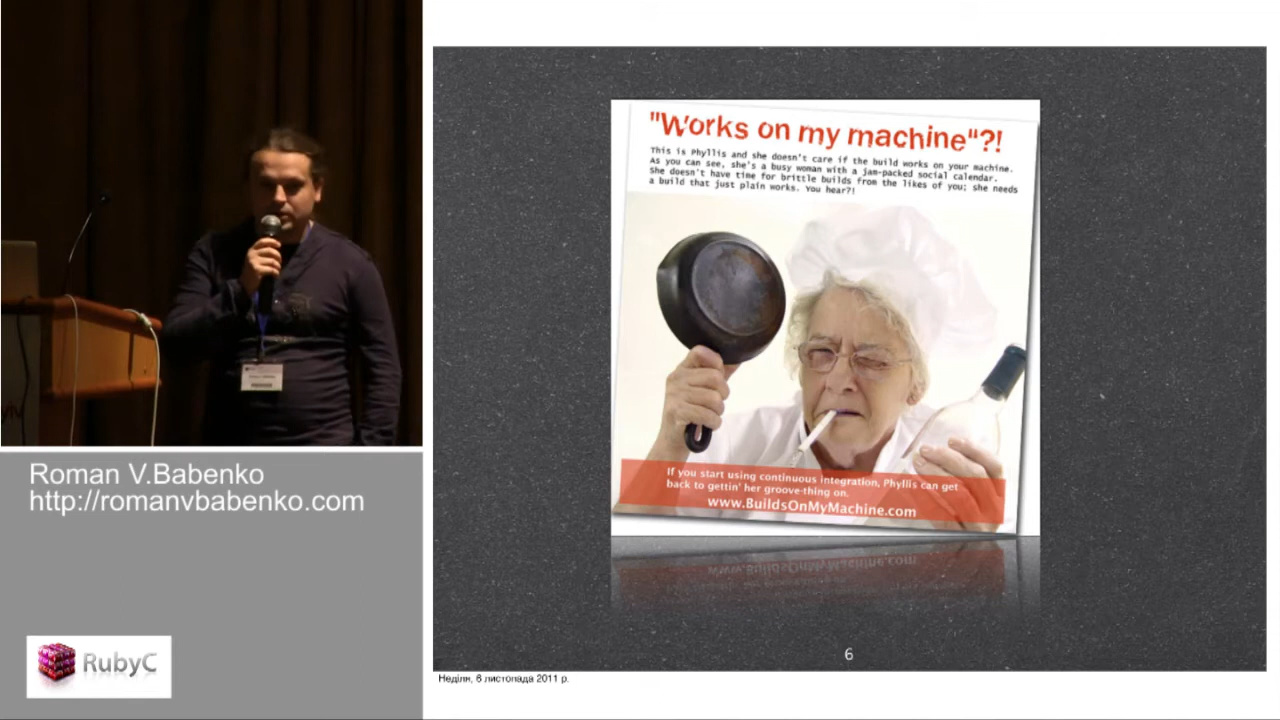 Roman V.Babenko
http://romanvbabenko.com
RubyC
"Works on my machine"?!
This is Phyllis and she doesn't care if the build works on your machine.
As you can see, she's a busy woman with a jam-packed social calendar.
She doesn't have time for brittle builds from the likes of you; she needs
a build that just plain works. You hear?!
If you start using continuous integration, Phyllis can get
back to gettin' her groove-thing on.
www.BuildsOnMyMachine.com
6
Неділя, 6 листопада 2011 р.